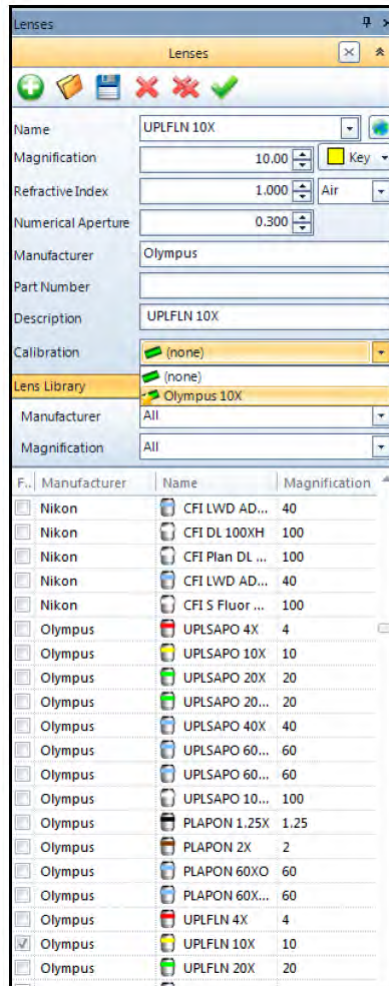 Lenses
Lenses
Name UPLFLN 10X
Magnification 10.00 Key
Refractive Index 1.000 Air
Numerical Aperture 0.300
Manufacturer Olympus
Part Number
Description UPLFLN 10X
Calibration (none)
(none)
Lens Library Olympus 10X
Manufacturer All
Magnification All
F.. Manufacturer Name Magnification
Nikon CFI LWD AD... 40
Nikon CFI DL 100XH 100
Nikon CFI Plan DL ... 100
Nikon CFI LWD AD... 40
Nikon CFI S Fluor ... 100
Olympus UPLSAPO 4X 4
Olympus UPLSAPO 10X 10
Olympus UPLSAPO 20X 20
Olympus UPLSAPO 20... 20
Olympus UPLSAPO 40X 40
Olympus UPLSAPO 60... 60
Olympus UPLSAPO 60... 60
Olympus UPLSAPO 10... 100
Olympus PLAPON 1.25X 1.25
Olympus PLAPON 2X 2
Olympus PLAPON 60XO 60
Olympus PLAPON 60X... 60
Olympus UPLFLN 4X 4
Olympus UPLFLN 10X 10
Olympus UPLFLN 20X 20